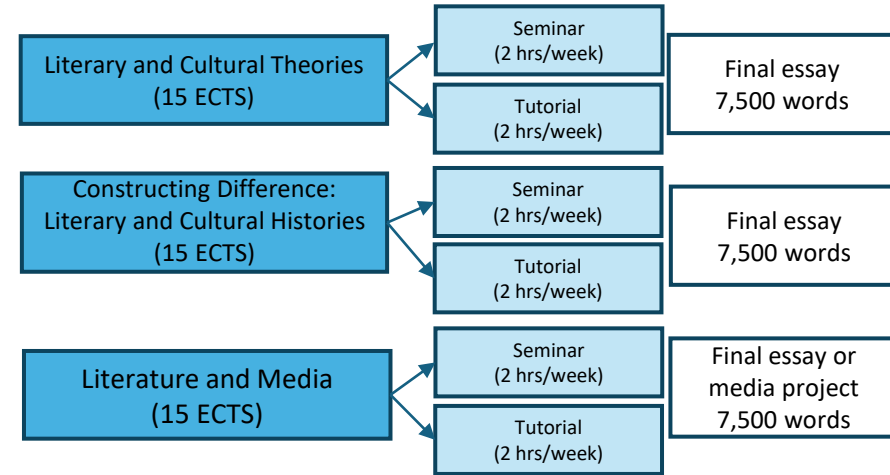 Literary and Cultural Theories
(15 ECTS)
Seminar
(2 hrs/week)
Tutorial
(2 hrs/week)
Final essay
7,500 words
Constructing Difference:
Literary and Cultural Histories
(15 ECTS)
Seminar
(2 hrs/week)
Tutorial
(2 hrs/week)
Final essay
7,500 words
Literature and Media
(15 ECTS)
Seminar
(2 hrs/week)
Tutorial
(2 hrs/week)
Final essay or
media project
7,500 words